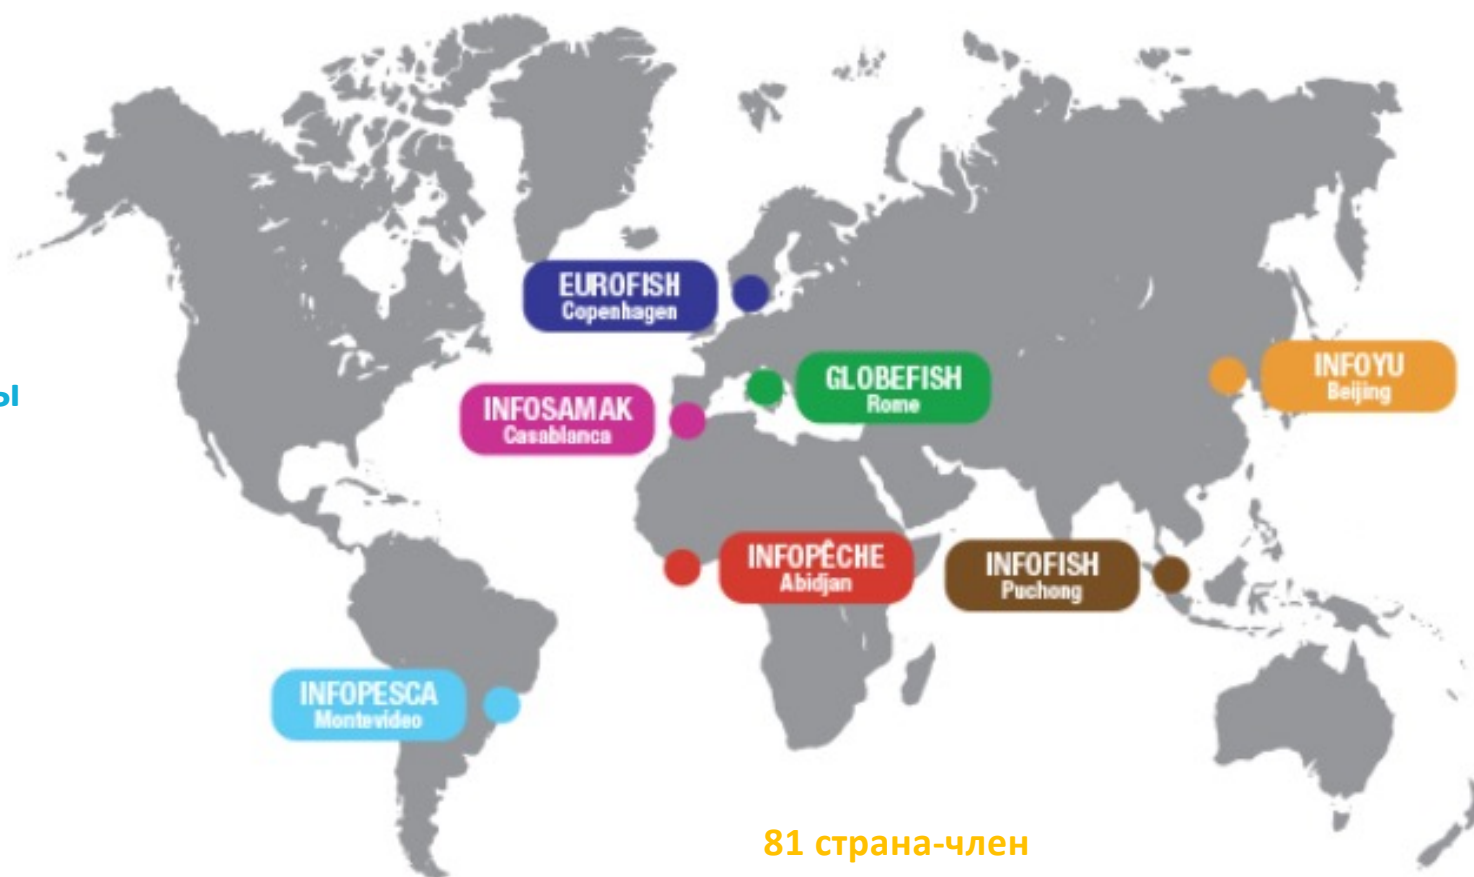 EUROFISH
Copenhagen
GLOBEFISH
Rome
INFOYU
Beijing
ы
INFOSAMAK
Casablanca
INFOPÊCHE
Abidjan
INFOFISH
Puchong
INFOPESCA
Montevideo
81 страна-член